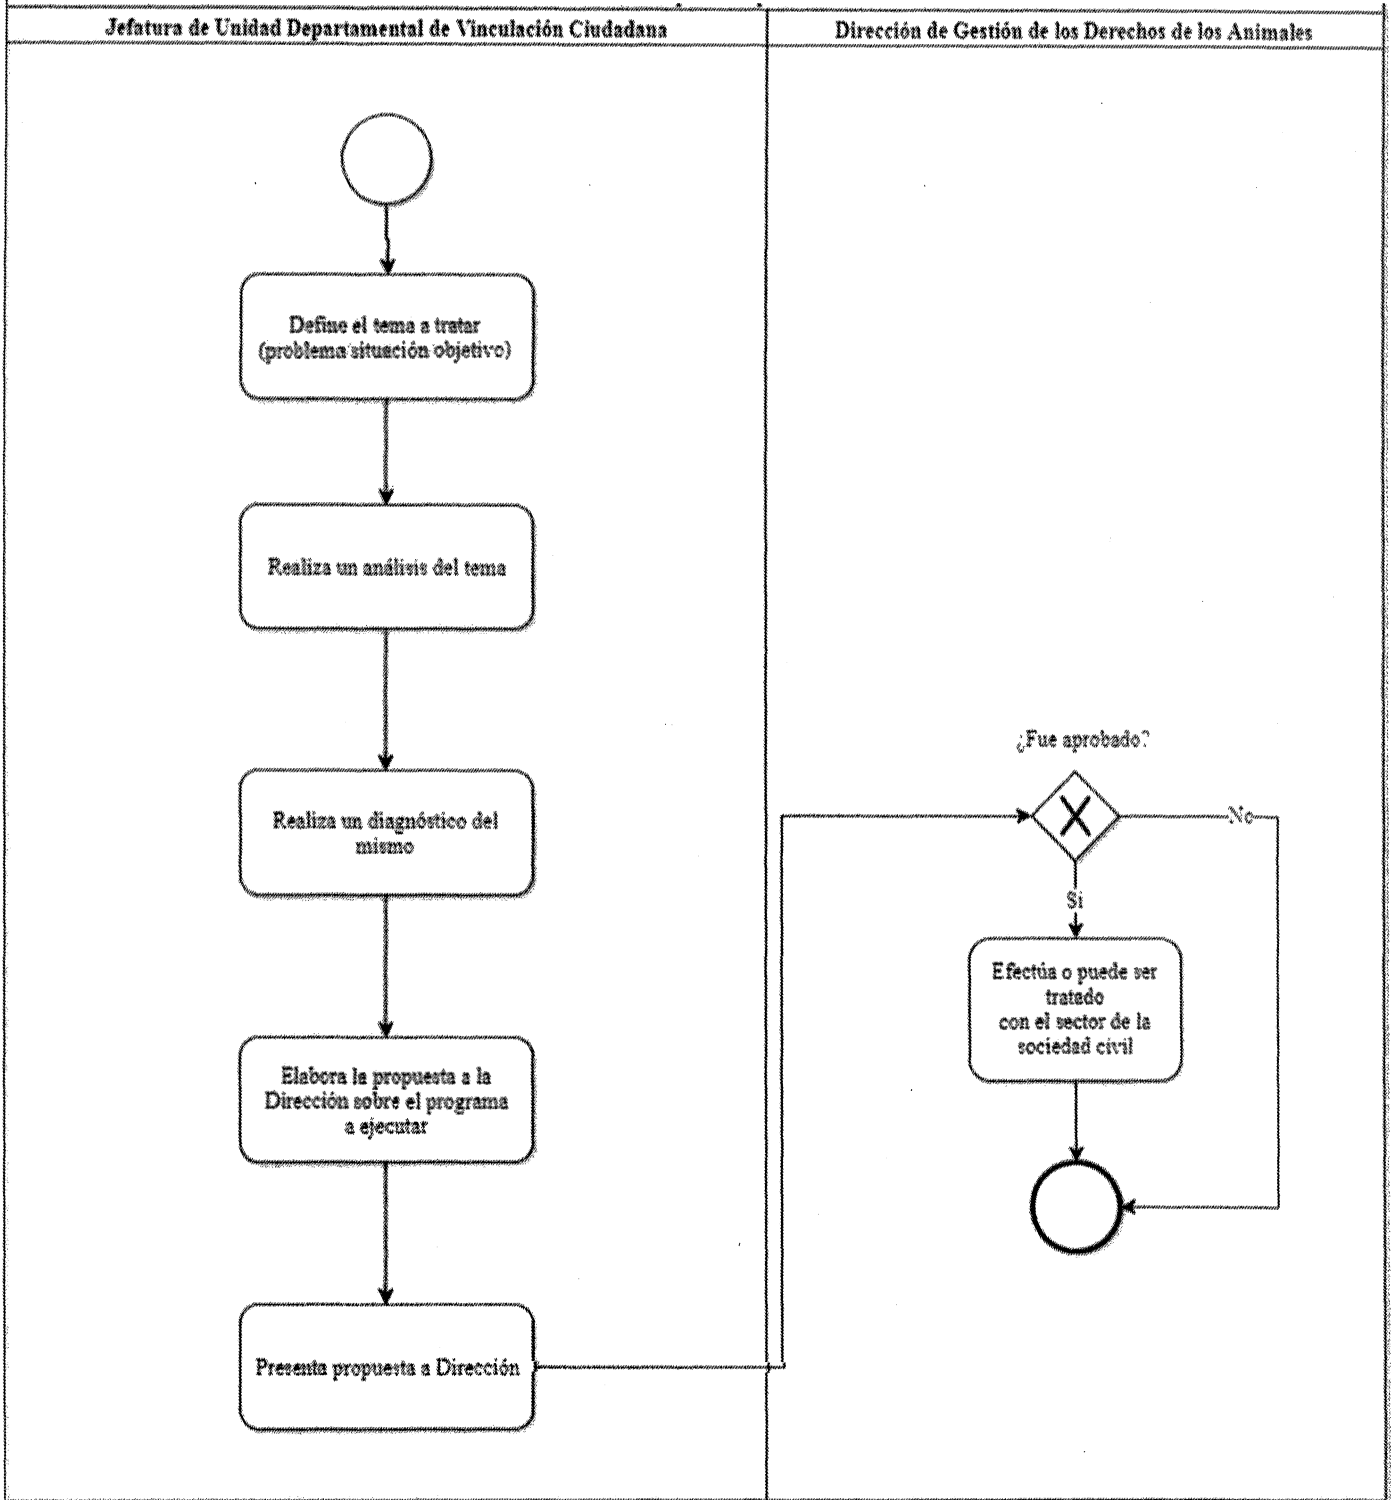 Jefatura de Unidad Departamental de Vinculación Ciudadana
Dirección de Gestión de los Derechos de los Animales
Define el tema a tratar
(problema situación objetivo)
Realiza un análisis del tema
Realiza un diagnóstico del
mismo
Elabora la propuesta a la
Dirección sobre el programa
a ejecutar
Presenta propuesta a Dirección
¿Fue aprobado?
No
Si
Efectúa o puede ser
tratado
con el sector de la
sociedad civil